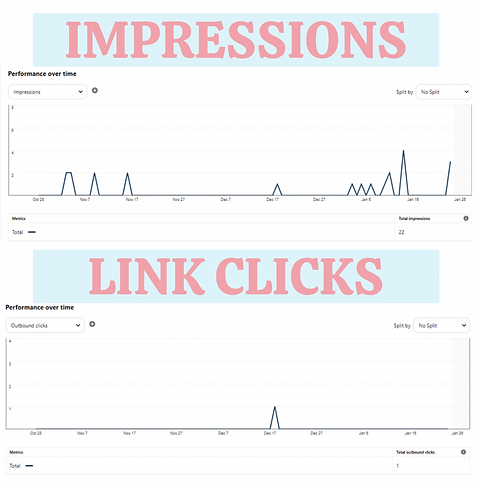 IMPRESSIONS
Performance over time
Impressions
Split by No Split
8
6
4
2
Oct 28 Nov 7 Nov 17 Nov 27 Dec 7 Dec 17 Dec 27 Jan 6 Jan 16 Jan 26
Metrics Total impressions
Total 22
LINK CLICKS
Performance over time
Outbound clicks
Split by No Split
4
3
2
1
Oct 28 Nov 7 Nov 17 Nov 27 Dec 7 Dec 17 Dec 27 Jan 6 Jan 16 Jan 26
Metrics Total outbound clicks
Total 1